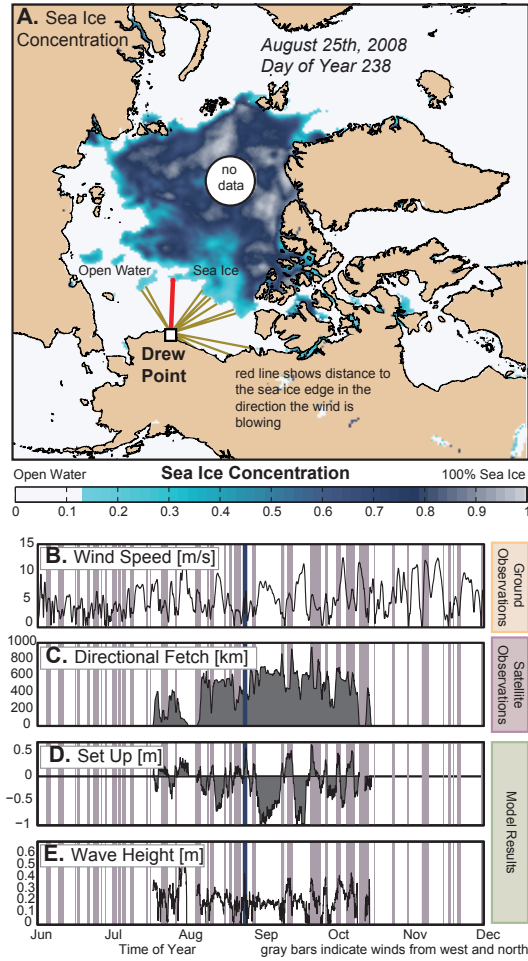 A. Sea Ice
Concentration
August 25th, 2008
Day of Year 238
no
data
Open Water
Sea Ice
Drew
Point
red line shows distance to
the sea ice edge in the
direction the wind is
blowing
Open Water Sea Ice Concentration 100% Sea Ice
0 0.1 0.2 0.3 0.4 0.5 0.6 0.7 0.8 0.9 1
B. Wind Speed [m/s]
15
10
5
0
Ground
Observations
C. Directional Fetch [km]
1000
800
600
400
200
0
Satellite
Observations
D. Set Up [m]
0.5
0
−0.5
−1
E. Wave Height [m]
0.6
0.5
0.4
0.3
0.2
0.1
0
Model Results
Jun Jul Aug Sep Oct Nov Dec
Time of Year
gray bars indicate winds from west and north